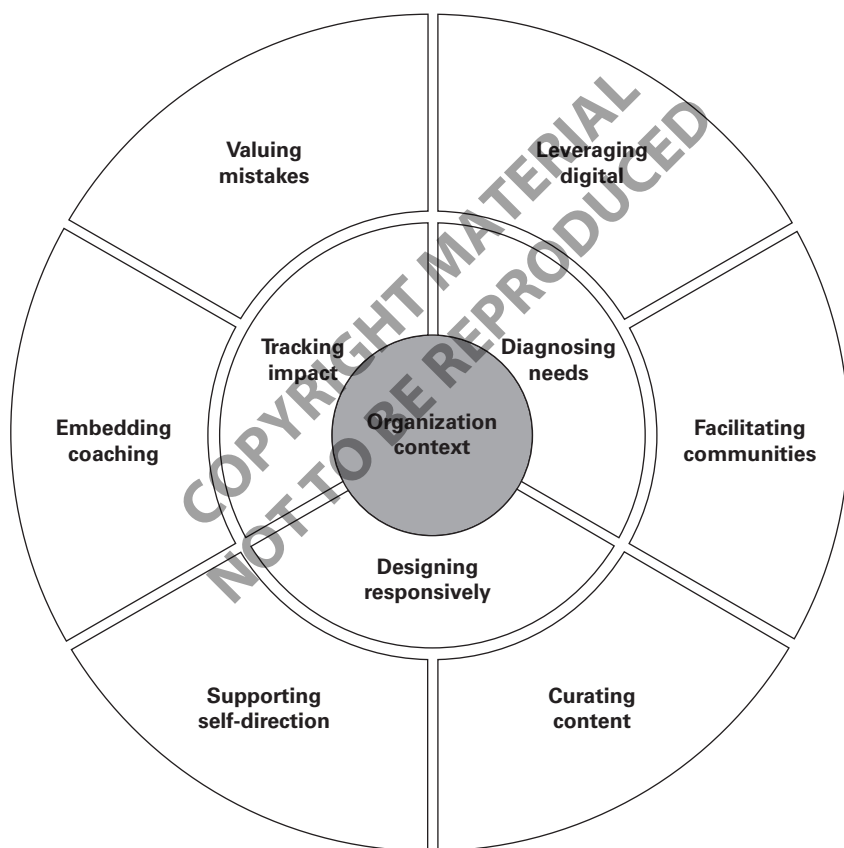 Valuing
mistakes
Leveraging
digital
Tracking
impact
Diagnosing
needs
Organization
context
Embedding
coaching
Facilitating
communities
Designing
responsively
Supporting
self-direction
Curating
content
COPYRIGHT MATERIAL
NOT TO BE REPRODUCED